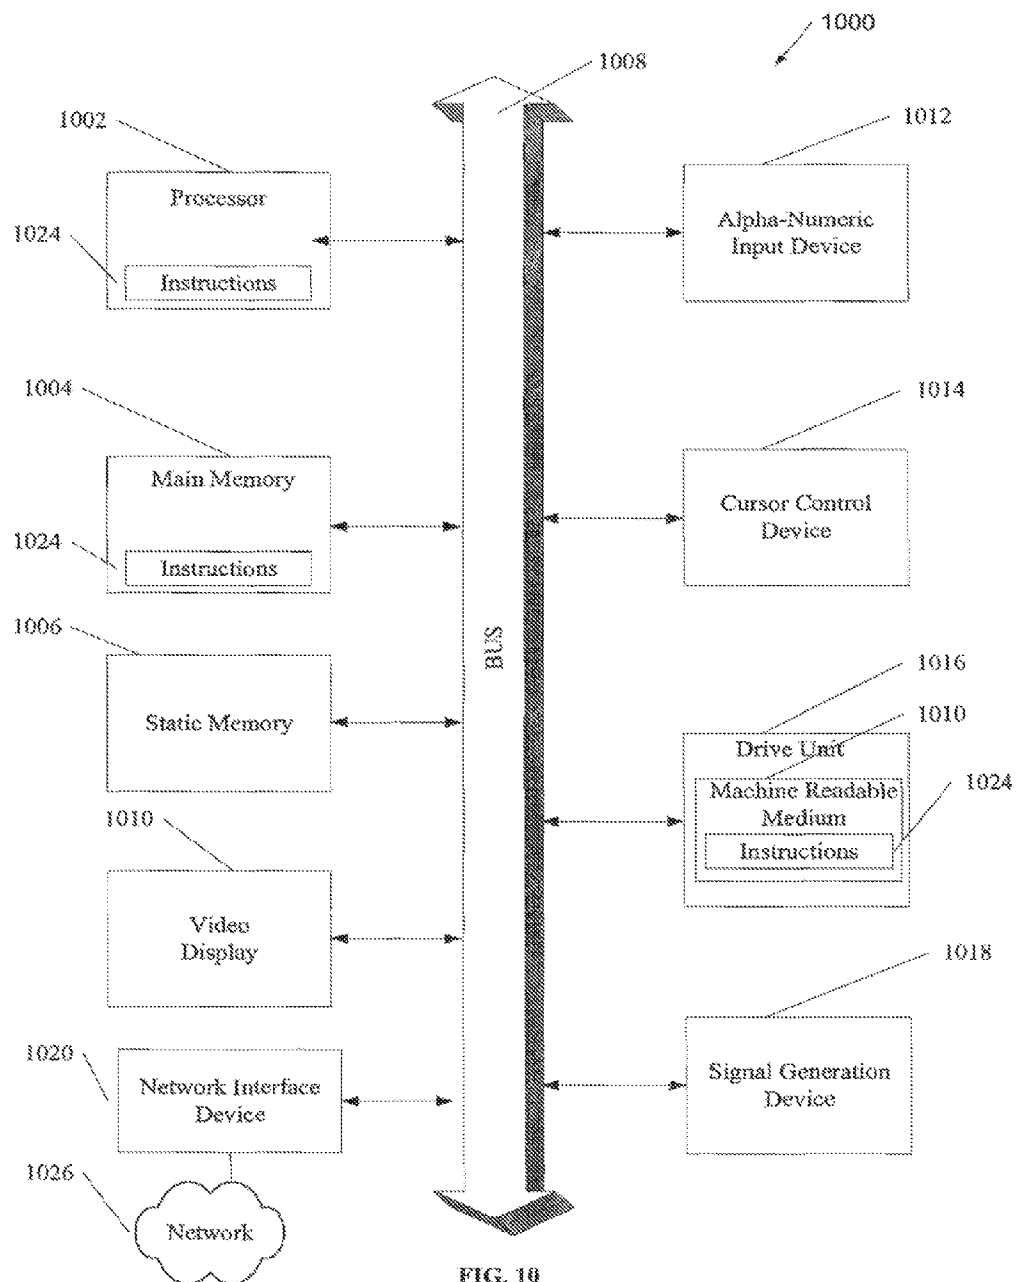 1000
1008
1002
Processor
1024
Instructions
1012
Alpha-Numeric
Input Device
1004
Main Memory
1024
Instructions
1014
Cursor Control
Device
1006
Static Memory
BUS
1016
1010
Drive Unit
Machine Readable
Medium
1024
Instructions
1010
Video
Display
1018
Signal Generation
Device
1020
Network Interface
Device
1026
Network
FIG. 10